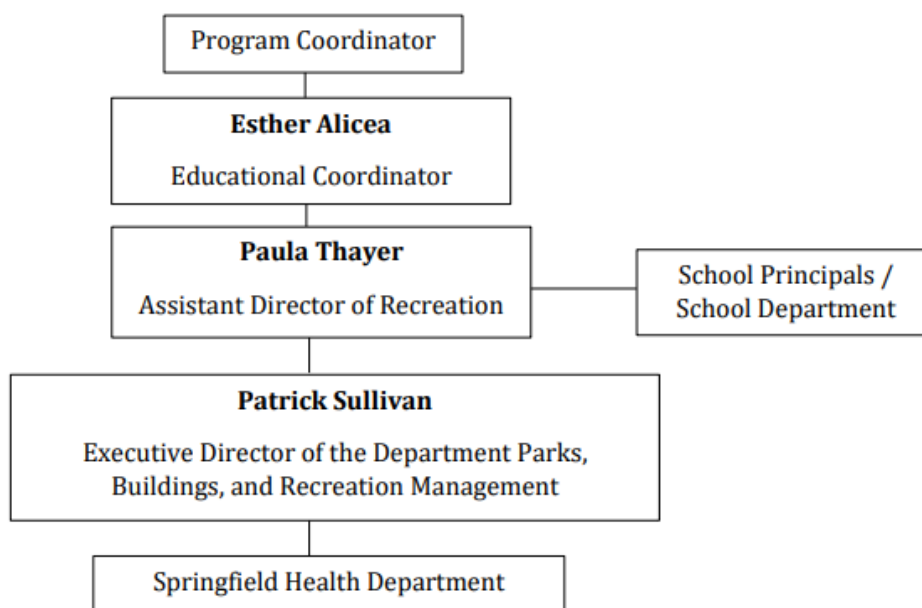 Program Coordinator
Esther Alicea
Educational Coordinator
Paula Thayer
Assistant Director of Recreation
School Principals /
School Department
Patrick Sullivan
Executive Director of the Department Parks,
Buildings, and Recreation Management
Springfield Health Department